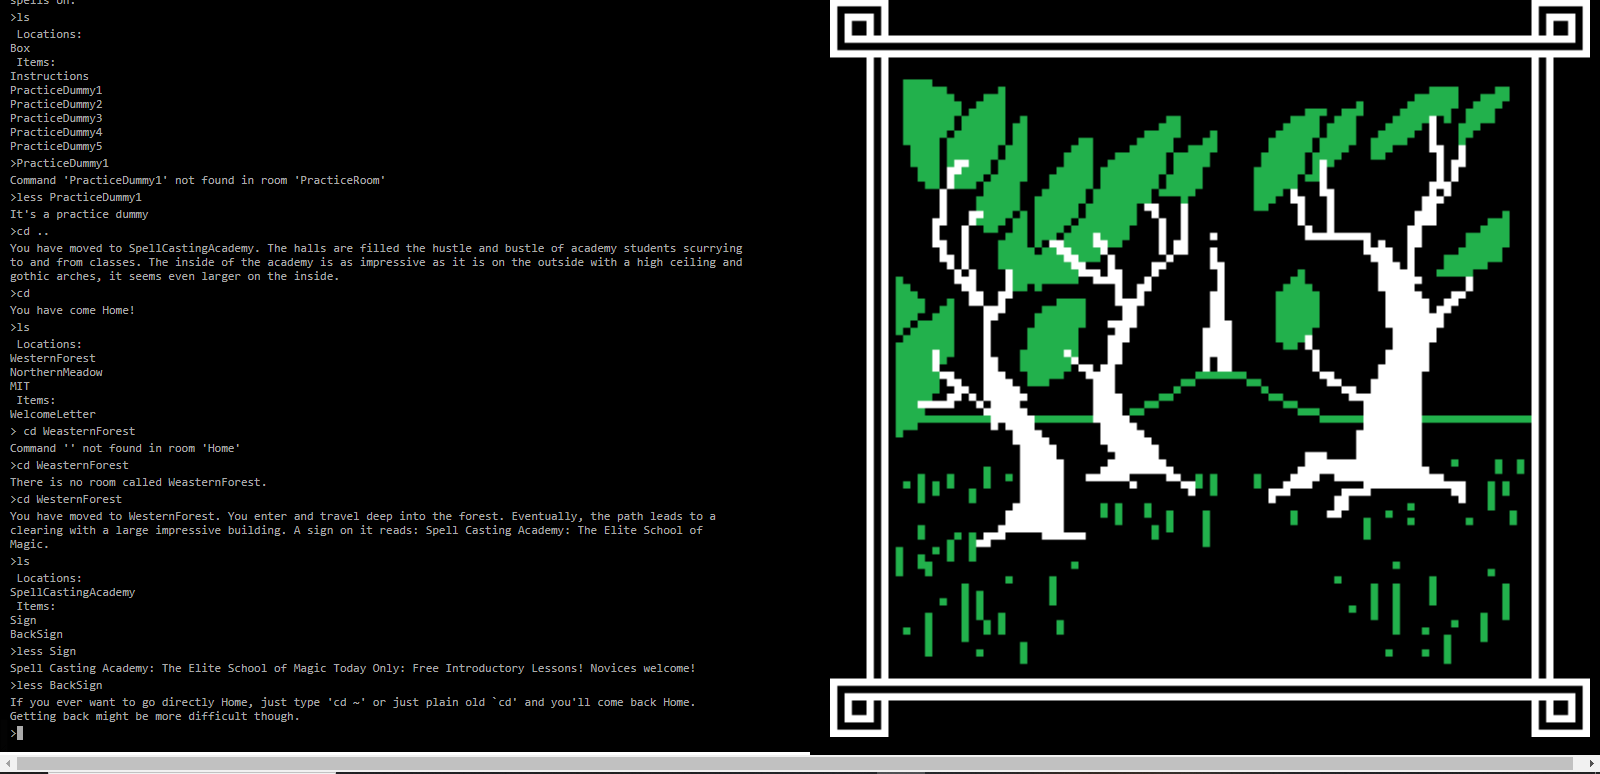 spells on.
>ls
Locations:
Box
Items:
Instructions
PracticeDummy1
PracticeDummy2
PracticeDummy3
PracticeDummy4
PracticeDummy5
>PracticeDummy1
Command 'PracticeDummy1' not found in room 'PracticeRoom'
>less PracticeDummy1
It's a practice dummy
>cd ..
You have moved to SpellCastingAcademy. The halls are filled the hustle and bustle of academy students scurrying
to and from classes. The inside of the academy is as impressive as it is on the outside with a high ceiling and
gothic arches, it seems even larger on the inside.
>cd
You have come Home!
>ls
Locations:
WesternForest
NorthernMeadow
MIT
Items:
WelcomeLetter
> cd WeasternForest
Command '' not found in room 'Home'
>cd WeasternForest
There is no room called WeasternForest.
>cd WesternForest
You have moved to WesternForest. You enter and travel deep into the forest. Eventually, the path leads to a
clearing with a large impressive building. A sign on it reads: Spell Casting Academy: The Elite School of
Magic.
>ls
Locations:
SpellCastingAcademy
Items:
Sign
BackSign
>less Sign
Spell Casting Academy: The Elite School of Magic Today Only: Free Introductory Lessons! Novices welcome!
>less BackSign
If you ever want to go directly Home, just type 'cd ~' or just plain old `cd' and you'll come back Home.
Getting back might be more difficult though.
>